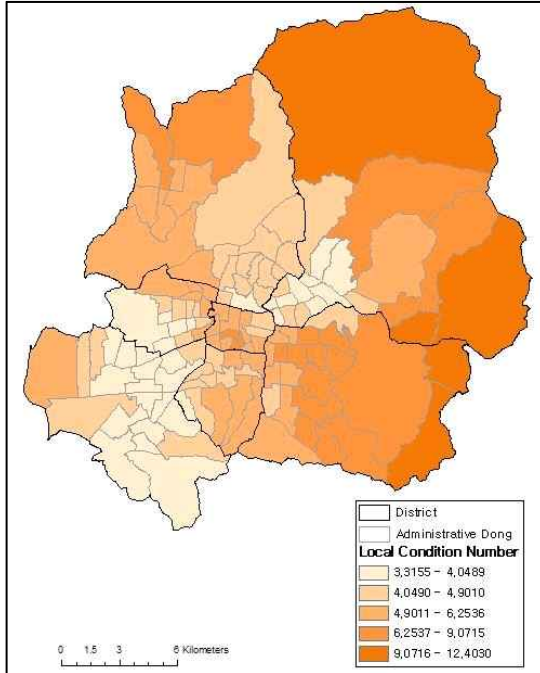 District
Administrative Dong
Local Condition Number
3,3155 - 4,0489
4,0490 - 4,9010
4,9011 - 6,2536
6,2537 - 9,0715
9,0716 - 12,4030
0 1.5 3 6 Kilometers